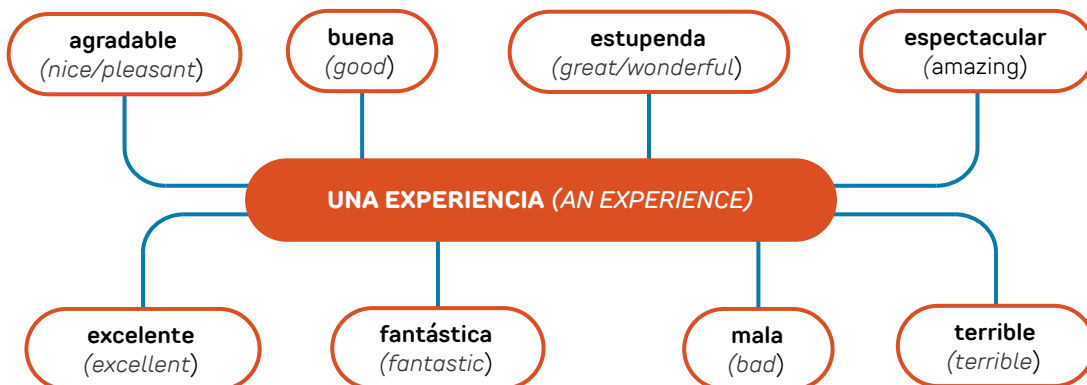 agradable
(nice/pleasant)
buena
(good)
estupenda
(great/wonderful)
espectacular
(amazing)
UNA EXPERIENCIA (AN EXPERIENCE)
excelente
(excellent)
fantástica
(fantastic)
mala
(bad)
terrible
(terrible)